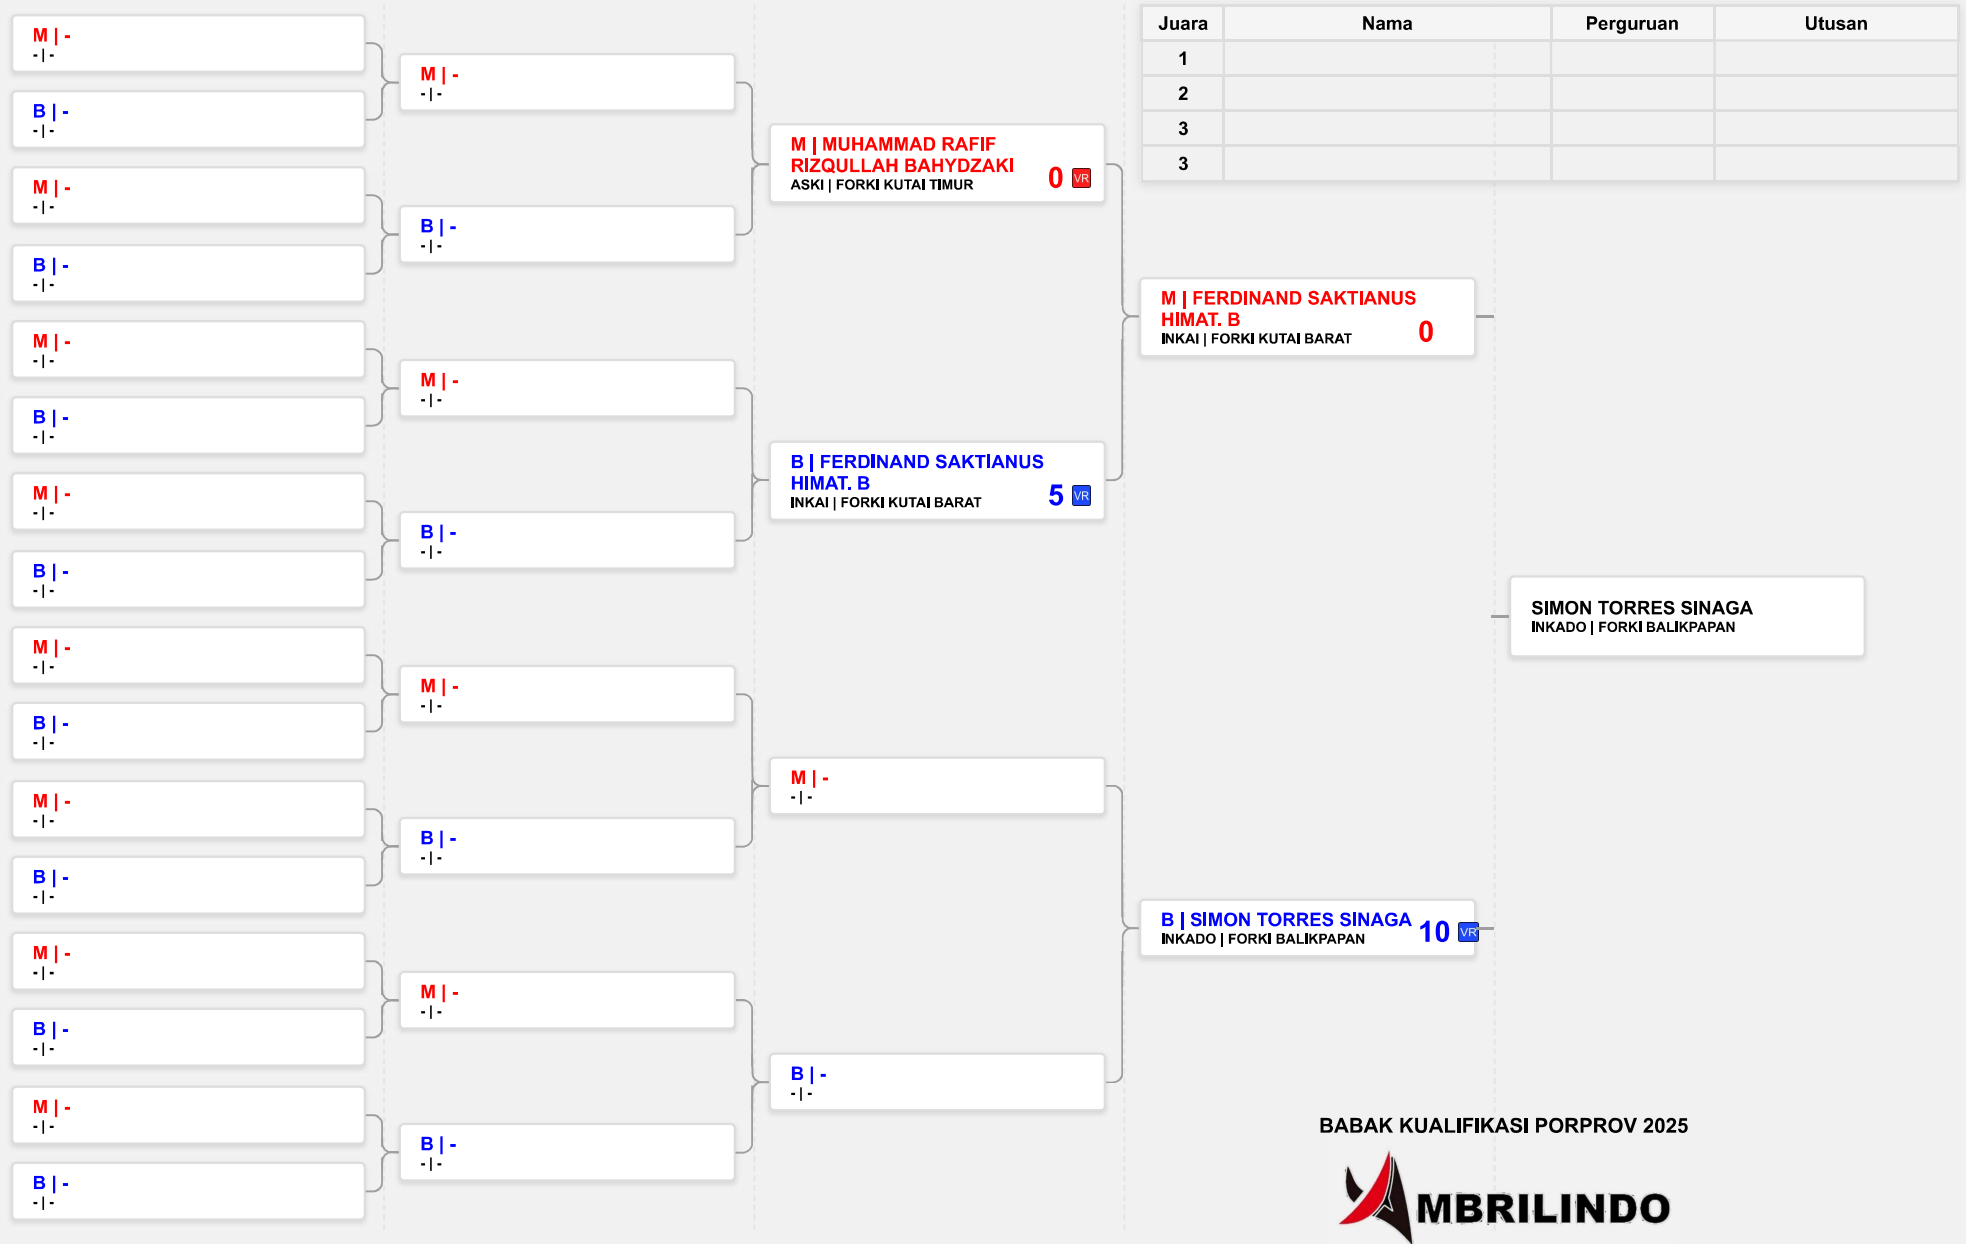 M | -
- | -
B | -
- | -
M | -
- | -
B | -
- | -
M | -
- | -
B | -
- | -
M | -
- | -
B | -
- | -
M | -
- | -
B | -
- | -
M | -
- | -
B | -
- | -
M | -
- | -
B | -
- | -
M | -
- | -
B | -
- | -
M | -
- | -
B | -
- | -
M | -
- | -
B | -
- | -
M | -
- | -
B | -
- | -
M | -
- | -
B | -
- | -
M | MUHAMMAD RAFIF
RIZQULLAH BAHYDZAKI
ASKI | FORKI KUTAI TIMUR 0 VR
B | FERDINAND SAKTIANUS
HIMAT. B
INKAI | FORKI KUTAI BARAT 5 VR
M | -
- | -
B | -
- | -
Juara Nama Perguruan Utusan
1
2
3
3
M | FERDINAND SAKTIANUS
HIMAT. B
INKAI | FORKI KUTAI BARAT 0
B | SIMON TORRES SINAGA 10 VR
INKADO | FORKI BALIKPAPAN
SIMON TORRES SINAGA
INKADO | FORKI BALIKPAPAN
BABAK KUALIFIKASI PORPROV 2025
MBRILINDO